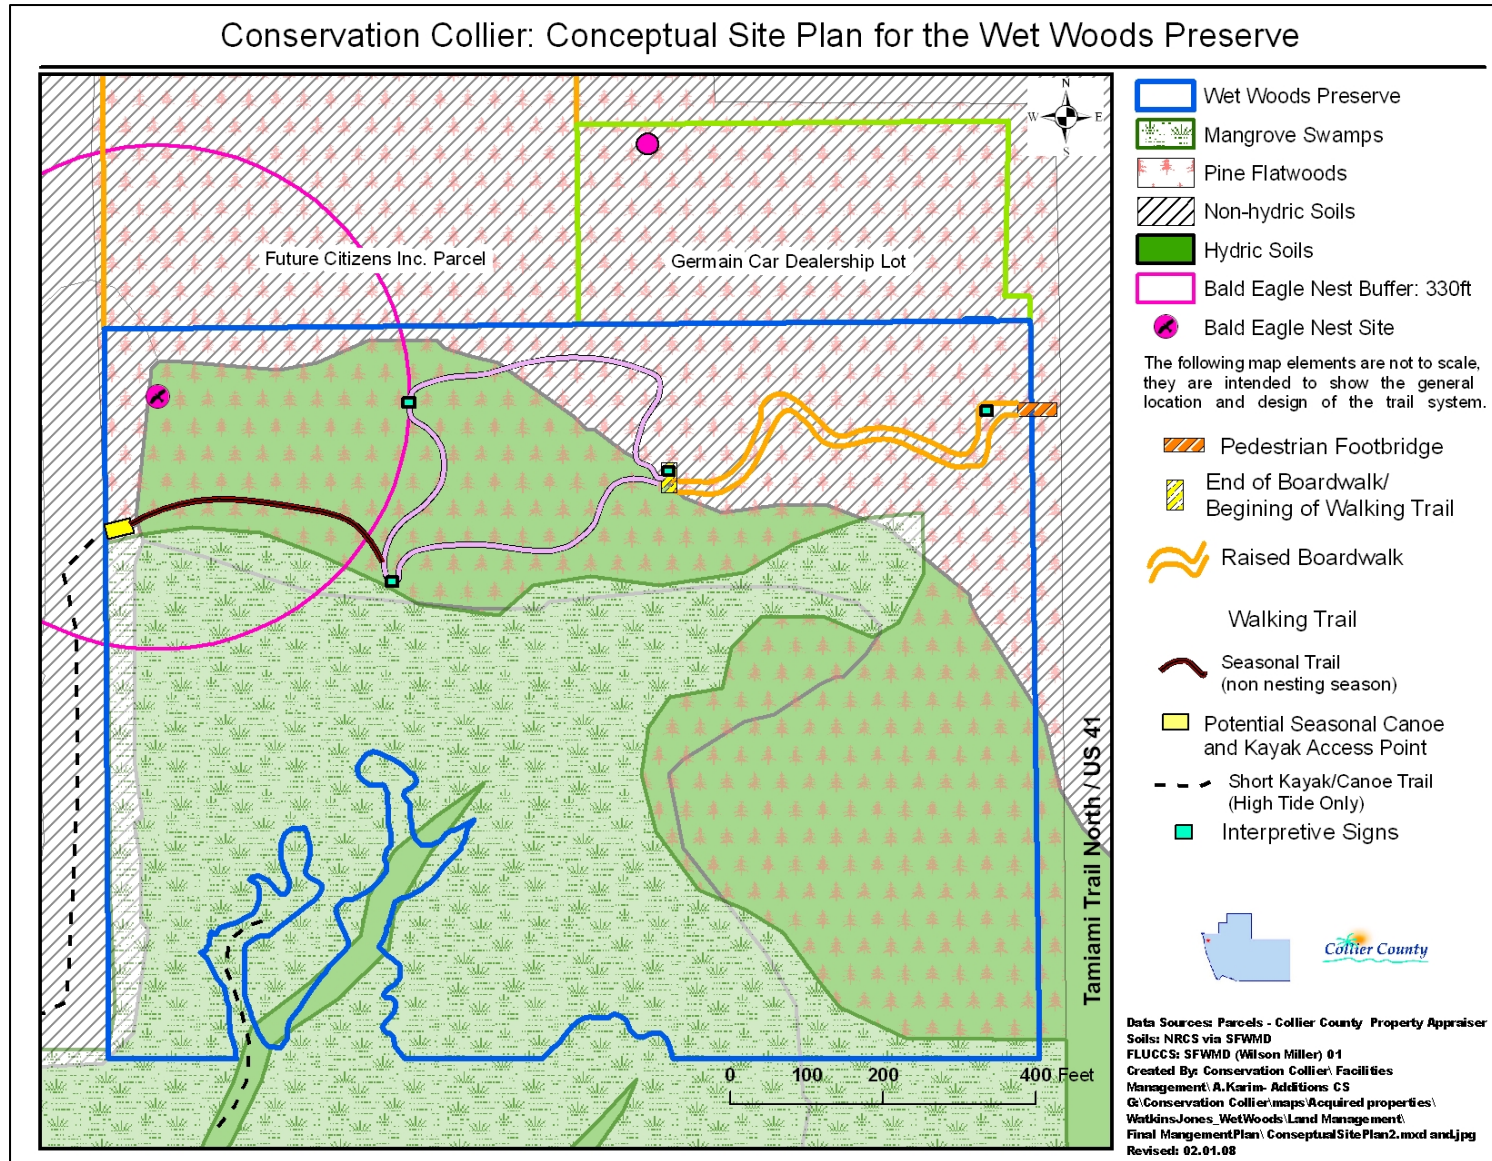 Conservation Collier: Conceptual Site Plan for the Wet Woods Preserve
N
W E
S
Future Citizens Inc. Parcel
Germain Car Dealership Lot
Tamiami Trail North / US 41
0 100 200 400 Feet
Wet Woods Preserve
Mangrove Swamps
Pine Flatwoods
Non-hydric Soils
Hydric Soils
Bald Eagle Nest Buffer: 330ft
Bald Eagle Nest Site
The following map elements are not to scale,
they are intended to show the general
location and design of the trail system.
Pedestrian Footbridge
End of Boardwalk/
Begining of Walking Trail
Raised Boardwalk
Walking Trail
Seasonal Trail
(non nesting season)
Potential Seasonal Canoe
and Kayak Access Point
Short Kayak/Canoe Trail
(High Tide Only)
Interpretive Signs
Collier County
Data Sources: Parcels - Collier County Property Appraiser
Soils: NRCS via SFWMD
FLUCCS: SFWMD (Wilson Miller) 01
Created By: Conservation Collier\ Facilities
Management\ A.Karim- Additions CS
G:\Conservation Collier\maps\Acquired properties\
WatkinsJones_WetWoods\Land Management\
Final MangementPlan\ ConseptualSitePlan2.mxd and.jpg
Revised: 02.01.08